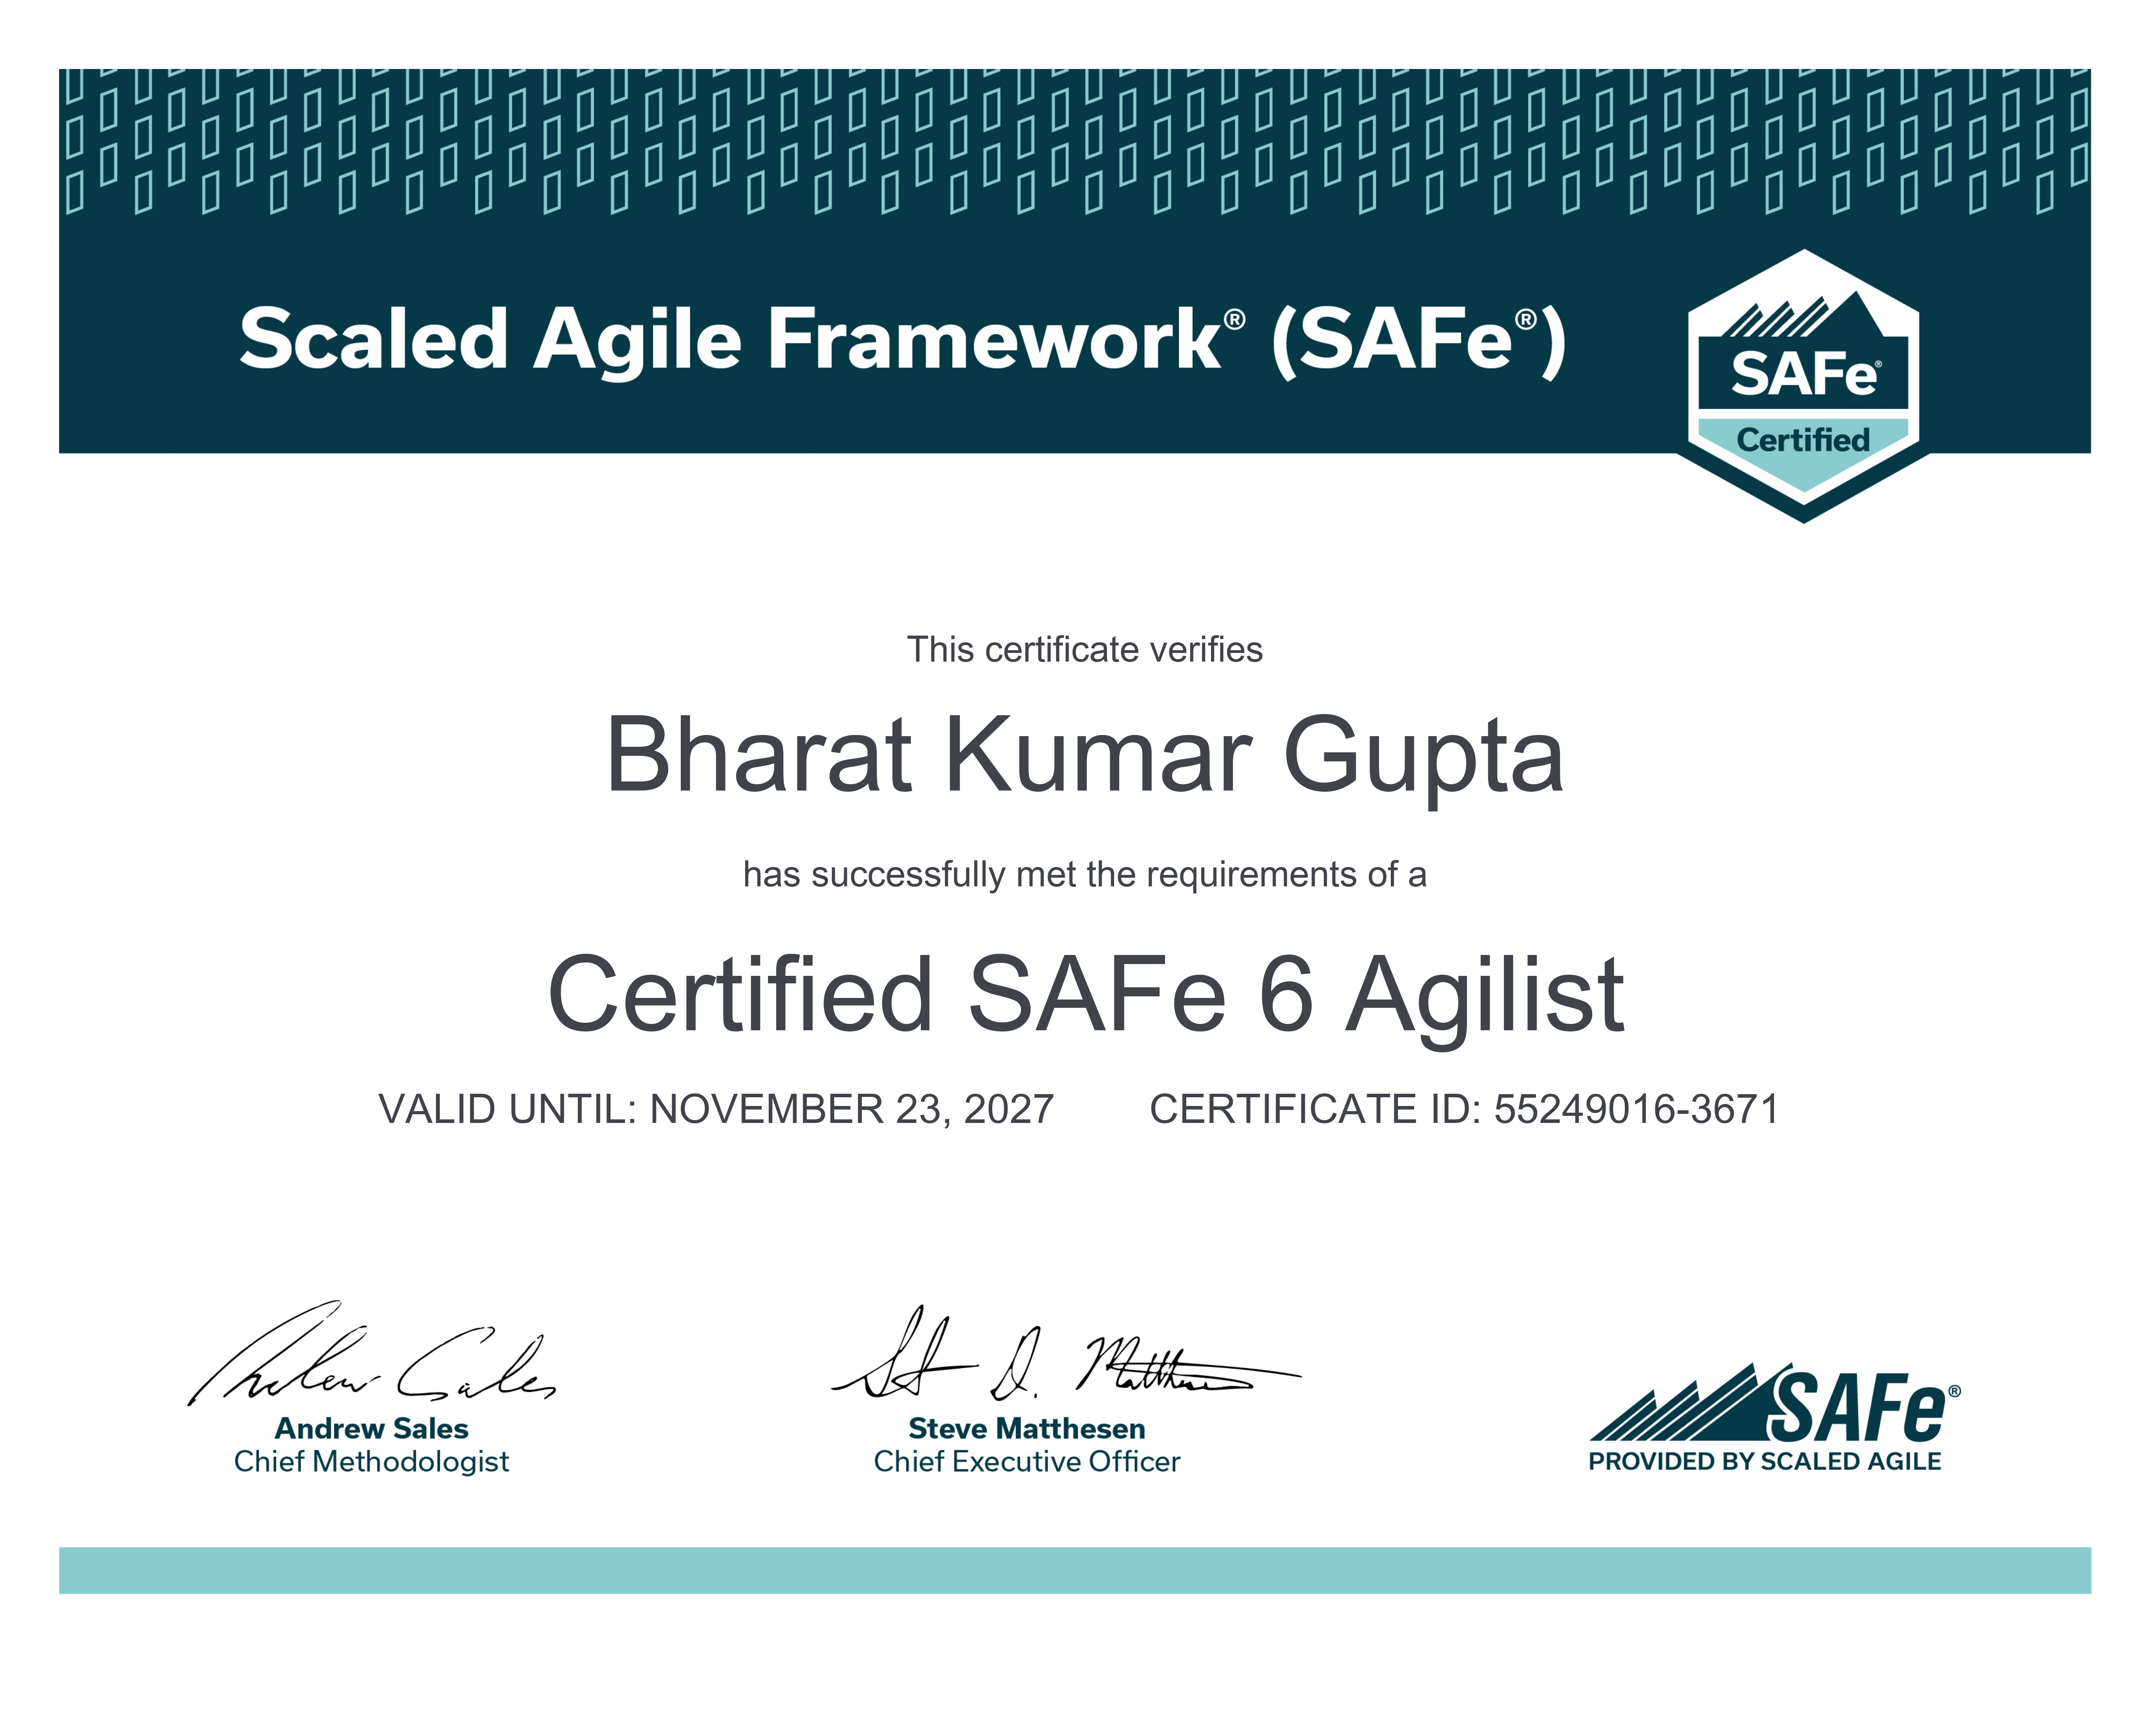 Scaled Agile Framework® (SAFe®)
SAFe®
Certified
This certificate verifies
Bharat Kumar Gupta
has successfully met the requirements of a
Certified SAFe 6 Agilist
VALID UNTIL: NOVEMBER 23, 2027 CERTIFICATE ID: 55249016-3671
Andrew Sales
Andrew Sales
Chief Methodologist
Steve D. Matthesen
Steve Matthesen
Chief Executive Officer
SAFe®
PROVIDED BY SCALED AGILE